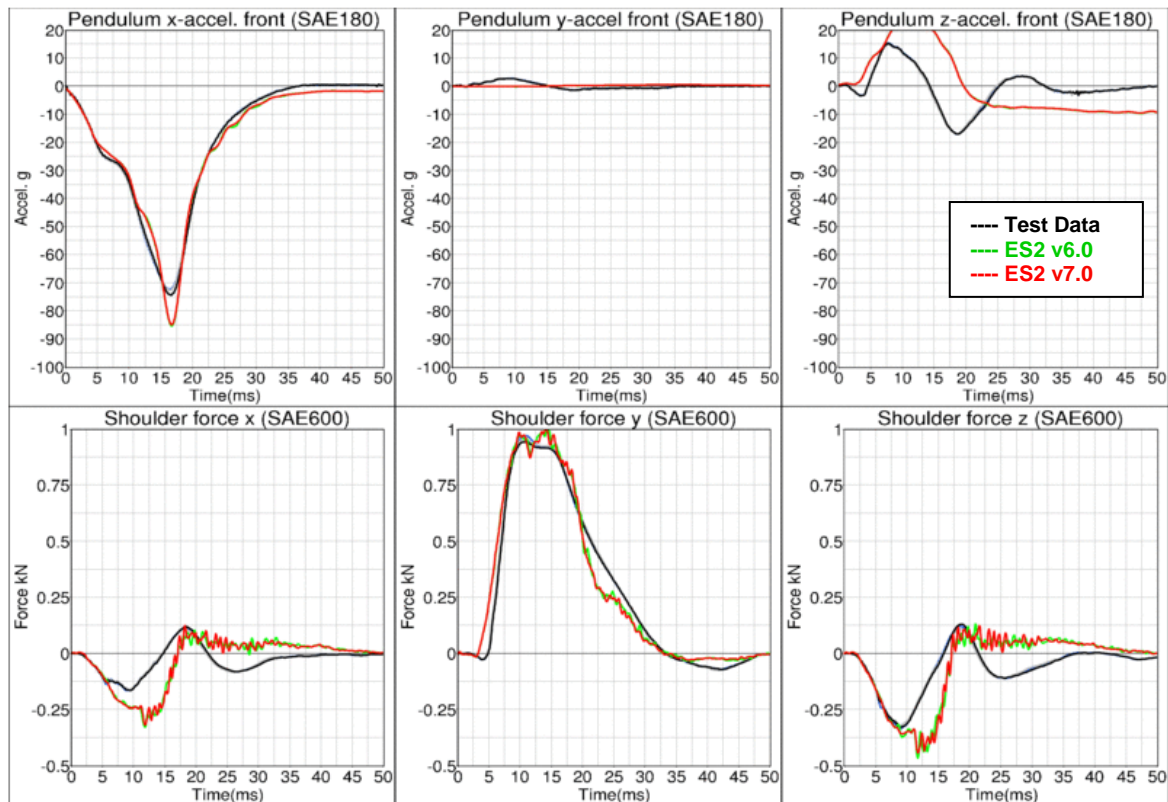 Pendulum x-accel. front (SAE180)
20
10
0
-10
-20
-30
-40
-50
-60
-70
-80
-90
-100
Accel. g
0 5 10 15 20 25 30 35 40 45 50
Time(ms)
Pendulum y-accel front (SAE180)
20
10
0
-10
-20
-30
-40
-50
-60
-70
-80
-90
-100
Accel. g
0 5 10 15 20 25 30 35 40 45 50
Time(ms)
Pendulum z-accel. front (SAE180)
20
10
0
-10
-20
-30
-40
-50
-60
-70
-80
-90
-100
Accel. g
---- Test Data
---- ES2 v6.0
---- ES2 v7.0
0 5 10 15 20 25 30 35 40 45 50
Time(ms)
Shoulder force x (SAE600)
1
0.75
0.5
0.25
0
-0.25
-0.5
Force kN
0 5 10 15 20 25 30 35 40 45 50
Time(ms)
Shoulder force y (SAE600)
1
0.75
0.5
0.25
0
-0.25
-0.5
Force kN
0 5 10 15 20 25 30 35 40 45 50
Time(ms)
Shoulder force z (SAE600)
1
0.75
0.5
0.25
0
-0.25
-0.5
Force kN
0 5 10 15 20 25 30 35 40 45 50
Time(ms)